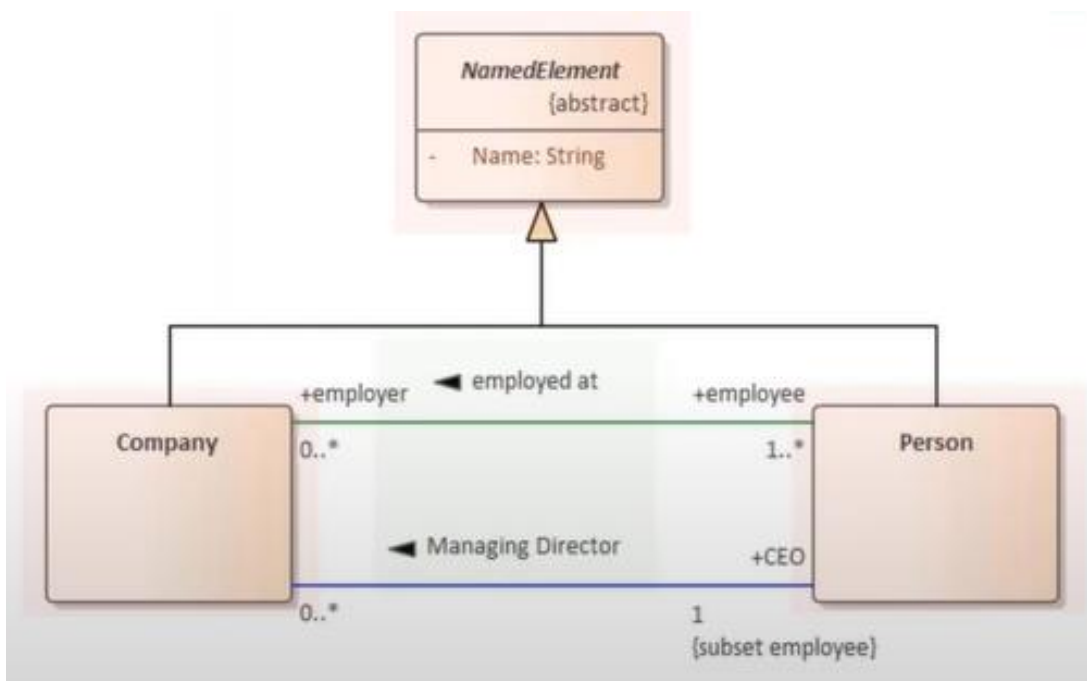 NamedElement
{abstract}
- Name: String
employed at
+employer
+employee
Company
Person
0..*
1..*
Managing Director
+CEO
0..*
1
{subset employee}